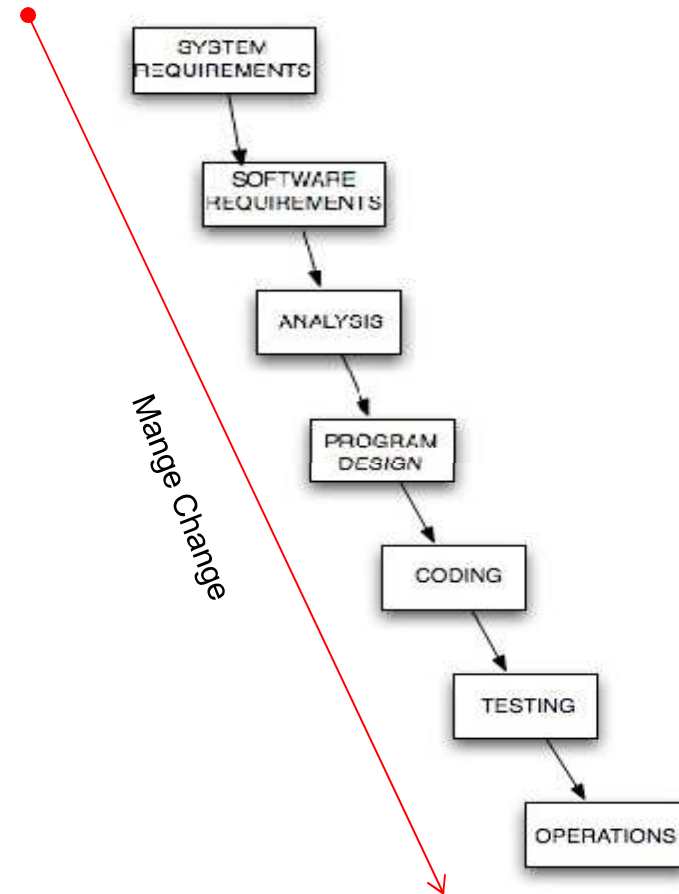 SYSTEM
REQUIREMENTS
SOFTWARE
REQUIREMENTS
ANALYSIS
Mange Change
PROGRAM
DESIGN
CODING
TESTING
OPERATIONS